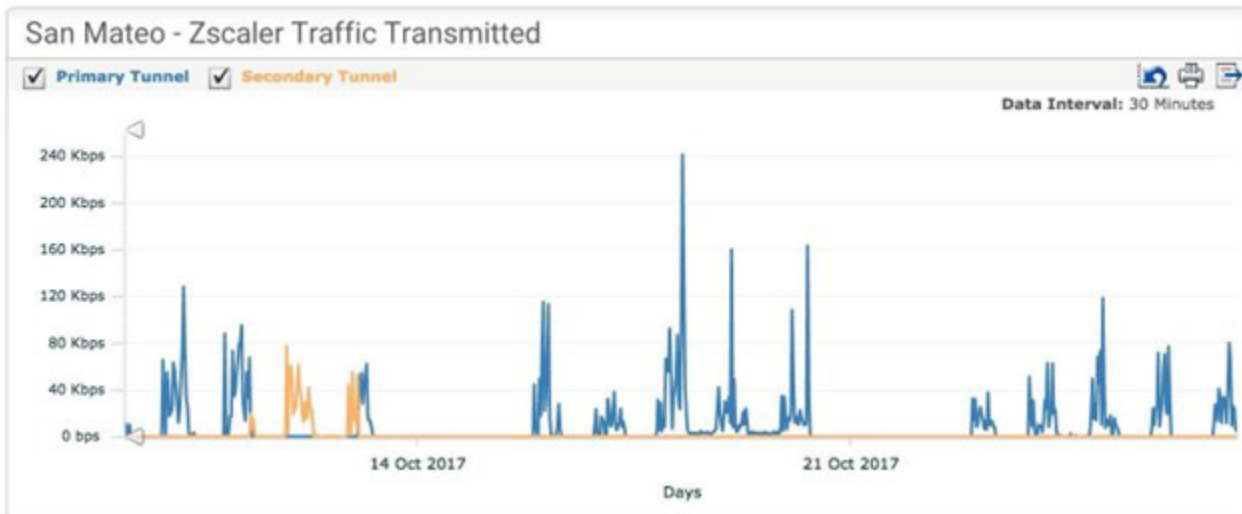 San Mateo - Zscaler Traffic Transmitted
Primary Tunnel Secondary Tunnel
Data Interval: 30 Minutes
240 Kbps
200 Kbps
160 Kbps
120 Kbps
80 Kbps
40 Kbps
0 bps
14 Oct 2017 21 Oct 2017
Days